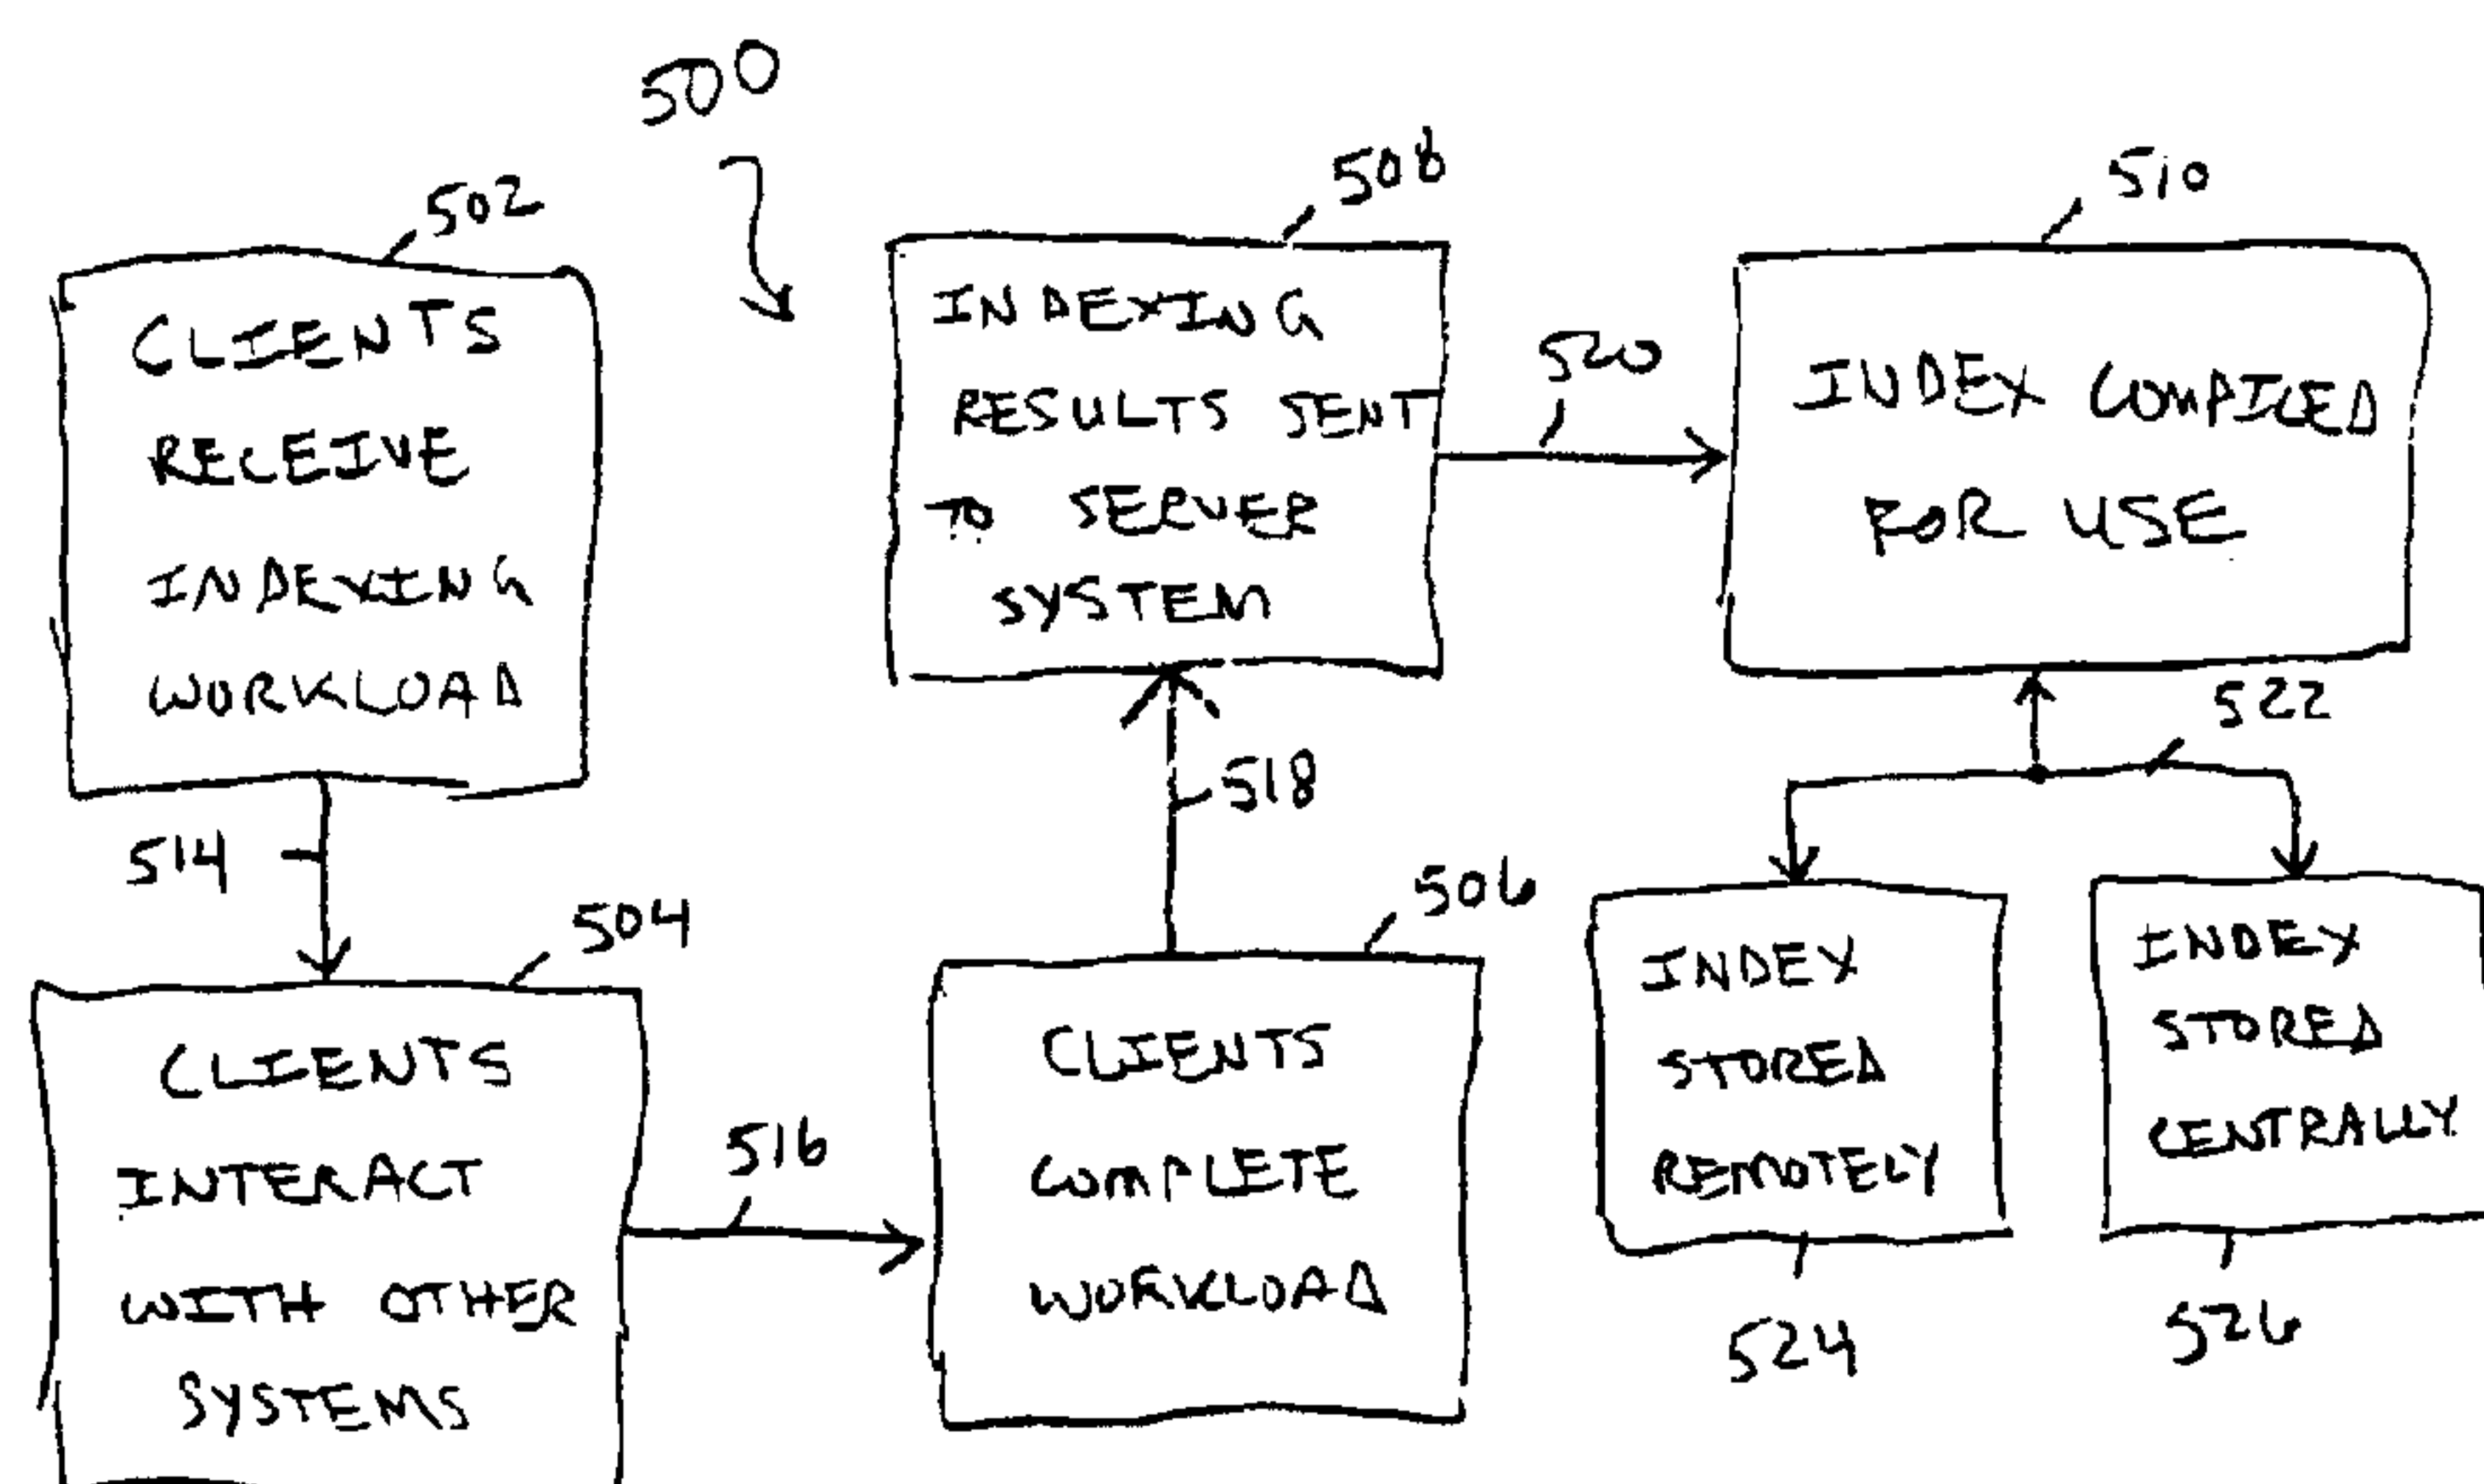 500
502
CLIENTS
RECEIVE
INDEXING
WORKLOAD
514
504
CLIENTS
INTERACT
WITH OTHER
SYSTEMS
516
506
CLIENTS
COMPLETE
WORKLOAD
518
508
INDEXING
RESULTS SENT
TO SERVER
SYSTEM
520
510
INDEX COMPILED
FOR USE
522
INDEX
STORED
REMOTELY
524
INDEX
STORED
CENTRALLY
526